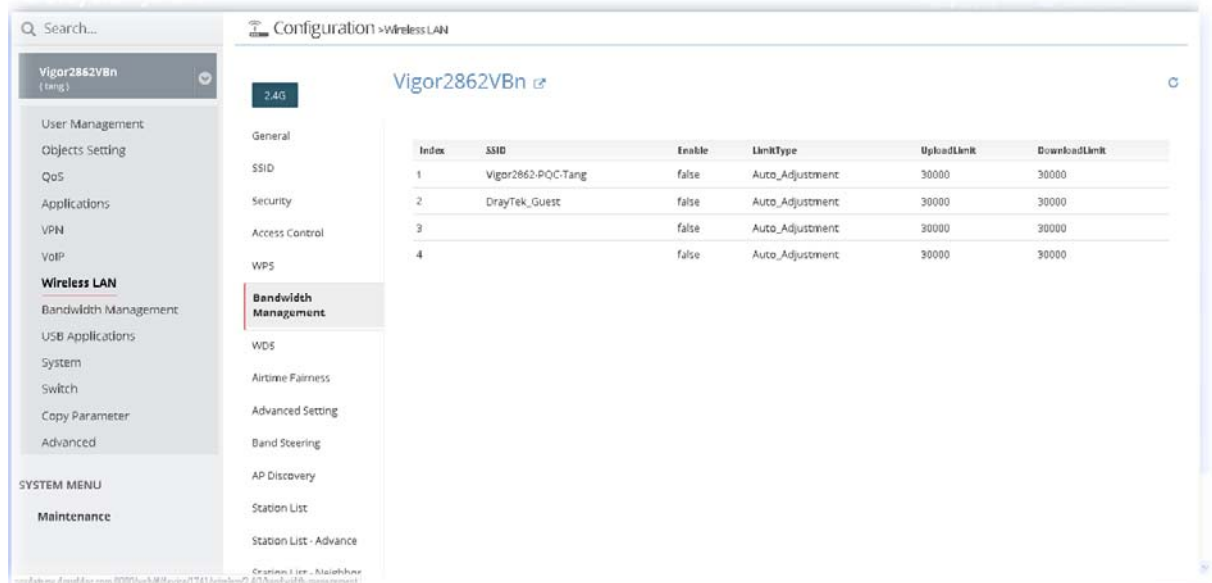 Search...
Configuration >Wireless LAN
Vigor2862VBn
(tang)
User Management
Objects Setting
QoS
Applications
VPN
VoIP
Wireless LAN
Bandwidth Management
USB Applications
System
Switch
Copy Parameter
Advanced
SYSTEM MENU
Maintenance
2.4G
General
SSID
Security
Access Control
WPS
Bandwidth
Management
WDS
Airtime Fairness
Advanced Setting
Band Steering
AP Discovery
Station List
Station List - Advance
Station List - Neighbor
Vigor2862VBn
Index SSID Enable LimitType UploadLimit DownloadLimit
1 Vigor2862-PQC-Tang false Auto_Adjustment 30000 30000
2 DrayTek_Guest false Auto_Adjustment 30000 30000
3 false Auto_Adjustment 30000 30000
4 false Auto_Adjustment 30000 30000